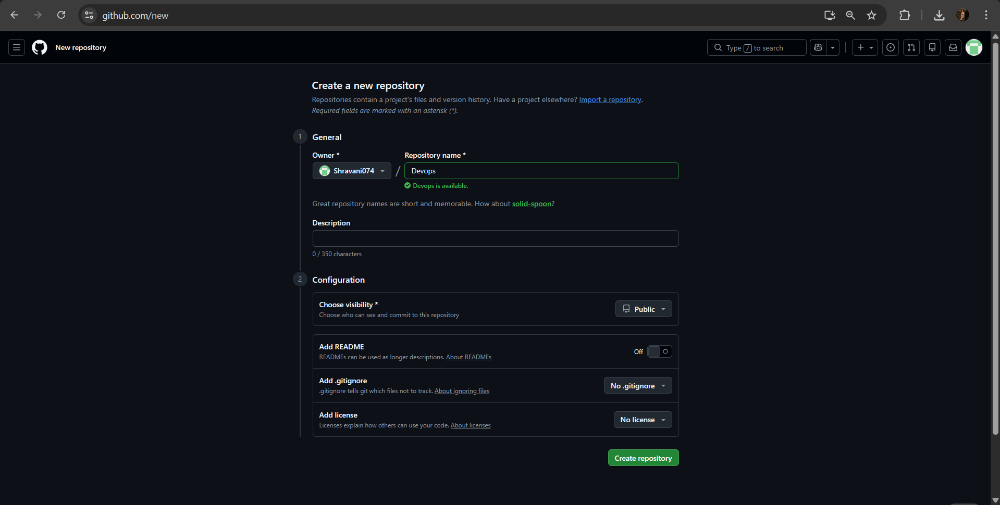 github.com/new
New repository
Type / to search
Create a new repository
Repositories contain a project's files and version history. Have a project elsewhere? Import a repository.
Required fields are marked with an asterisk (*).
1 General
Owner * Repository name *
Shravani074 / Devops
Devops is available.
Great repository names are short and memorable. How about solid-spoon?
Description
0 / 350 characters
2 Configuration
Choose visibility *
Choose who can see and commit to this repository
Public
Add README
READMEs can be used as longer descriptions. About READMEs
Off
Add .gitignore
.gitignore tells git which files not to track. About ignoring files
No .gitignore
Add license
Licenses explain how others can use your code. About licenses
No license
Create repository